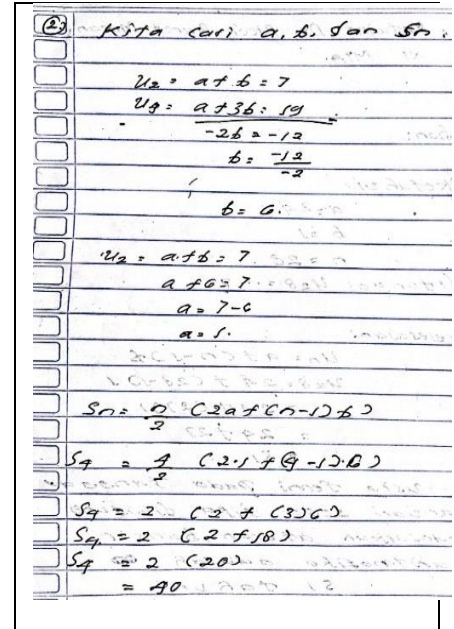 2) Kita cari a, b, dan Sn.
U2 = a + b = 7
U4 = a + 3b = 19
-
-2b = -12
b = -12/-2
b = 6.
U2 = a + b = 7
a + 6 = 7
a = 7 - 6
a = 1.
Sn = n/2 (2a + (n-1) b)
S4 = 4/2 (2.1 + (4-1).6)
S4 = 2 (2 + (3)6)
S4 = 2 (2 + 18)
S4 = 2 (20)
= 40